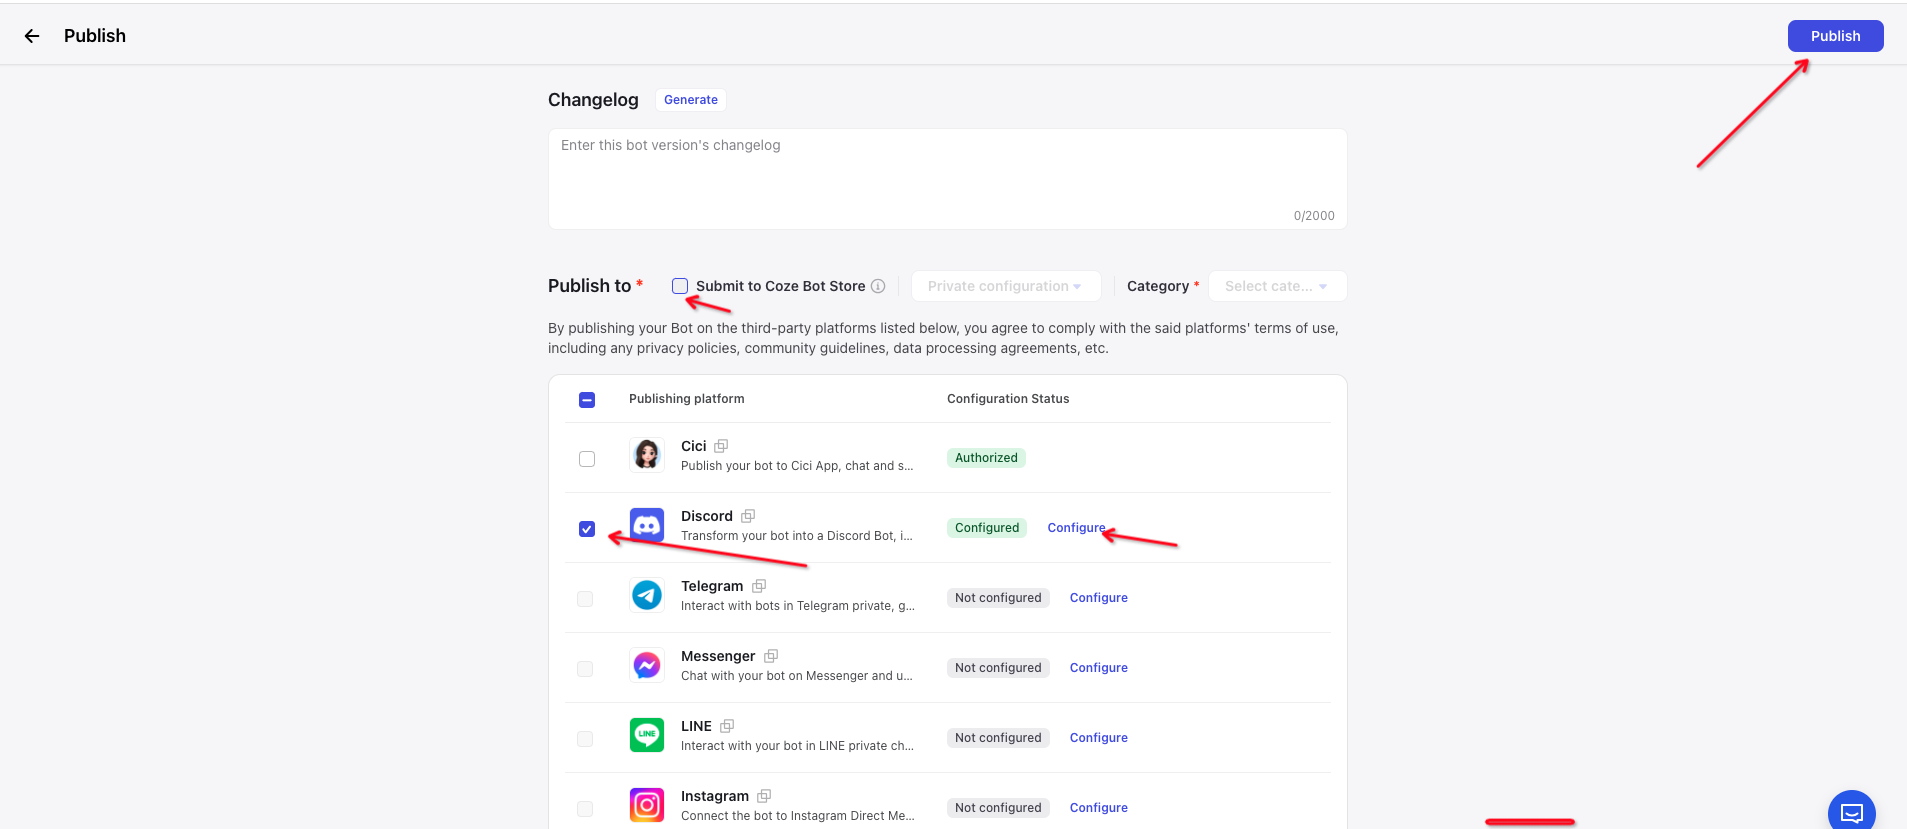 Publish
Publish
Changelog Generate
Enter this bot version's changelog
0/2000
Publish to * Submit to Coze Bot Store Private configuration Category * Select cate...
By publishing your Bot on the third-party platforms listed below, you agree to comply with the said platforms' terms of use,
including any privacy policies, community guidelines, data processing agreements, etc.
Publishing platform Configuration Status
Cici
Publish your bot to Cici App, chat and s...
Authorized
Discord
Transform your bot into a Discord Bot, i...
Configured Configure
Telegram
Interact with bots in Telegram private, g...
Not configured Configure
Messenger
Chat with your bot on Messenger and u...
Not configured Configure
LINE
LINE
Interact with your bot in LINE private ch...
Not configured Configure
Instagram
Connect the bot to Instagram Direct Me...
Not configured Configure